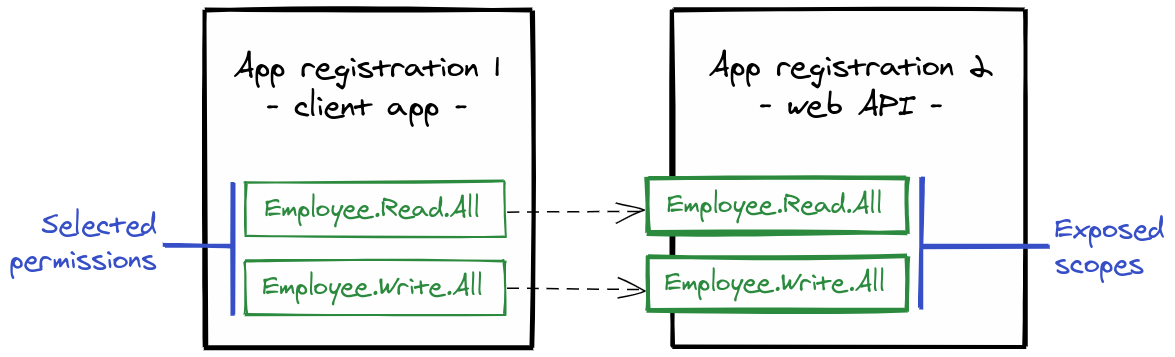 App registration 1
- client app -
Employee.Read.All
Employee.Write.All
Selected
permissions
App registration 2
- web API -
Employee.Read.All
Employee.Write.All
Exposed
scopes